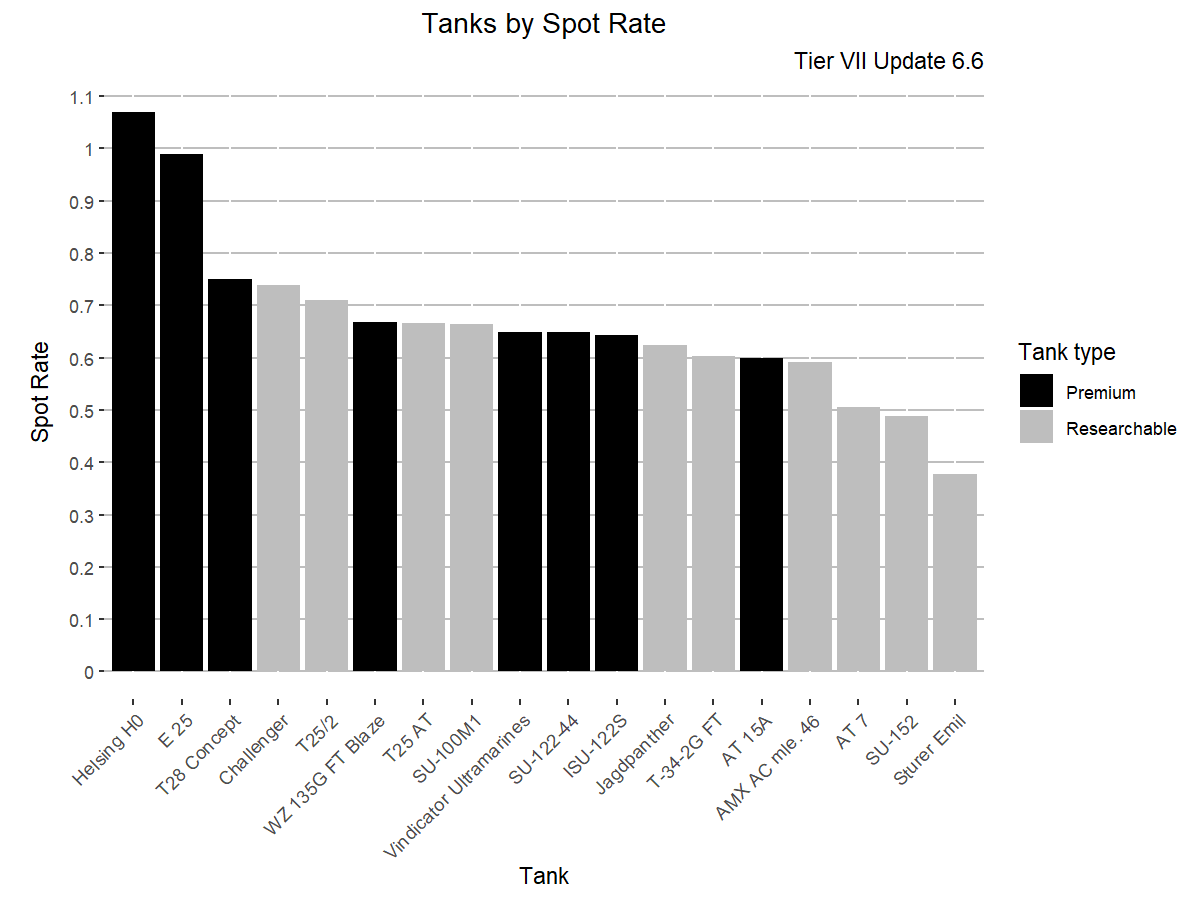 Tanks by Spot Rate
Tier VII Update 6.6
Spot Rate
1.1
1
0.9
0.8
0.7
0.6
0.5
0.4
0.3
0.2
0.1
0
Helsing H0
E 25
T28 Concept
Challenger
T25/2
WZ 135G FT Blaze
T25 AT
SU-100M1
Vindicator Ultramarines
SU-122-44
ISU-122S
Jagdpanther
T-34-2G FT
AT 15A
AMX AC mle. 46
AT 7
SU-152
Sturer Emil
Tank
Tank type
Premium
Researchable